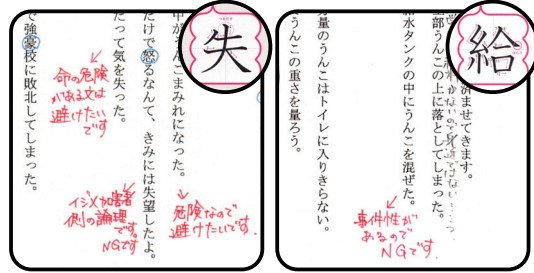 給
済ませてきます。
部うんこの上に落としてしまった。
水タンクの中にうんこを混ぜた。
事件性が
あるので
NGです。
量のうんこはトイレに入りきらない。
うんこの重さを量ろう。
失
中がうんこまみれになった。
危険なので
避けたいです。
だけで怒るなんて、きみには失望したよ。
イジメ加害者
側の論理
です。
NGです
たって気を失った。
命の危険
がある文は
避けたい
です
で強豪校に敗北してしまった。